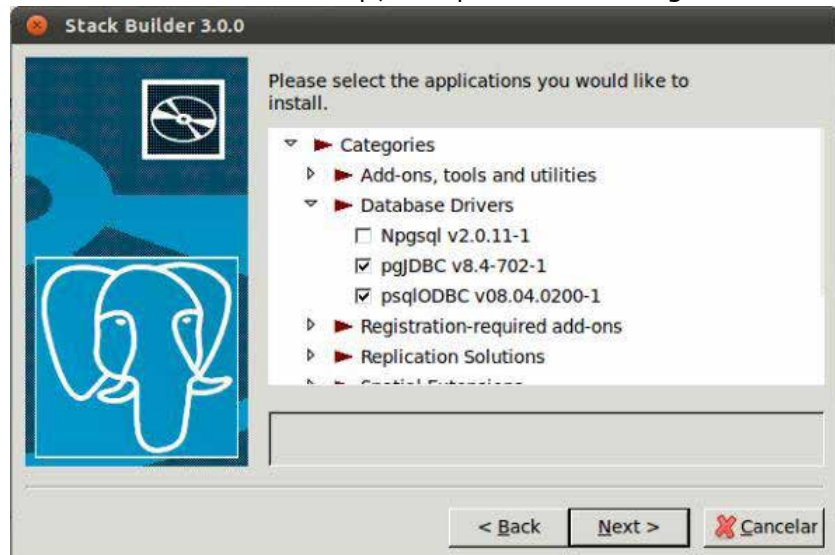 Stack Builder 3.0.0
Please select the applications you would like to
install.
Categories
Add-ons, tools and utilities
Database Drivers
Npgsql v2.0.11-1
pgJDBC v8.4-702-1
psqlODBC v08.04.0200-1
Registration-required add-ons
Replication Solutions
< Back Next > Cancelar